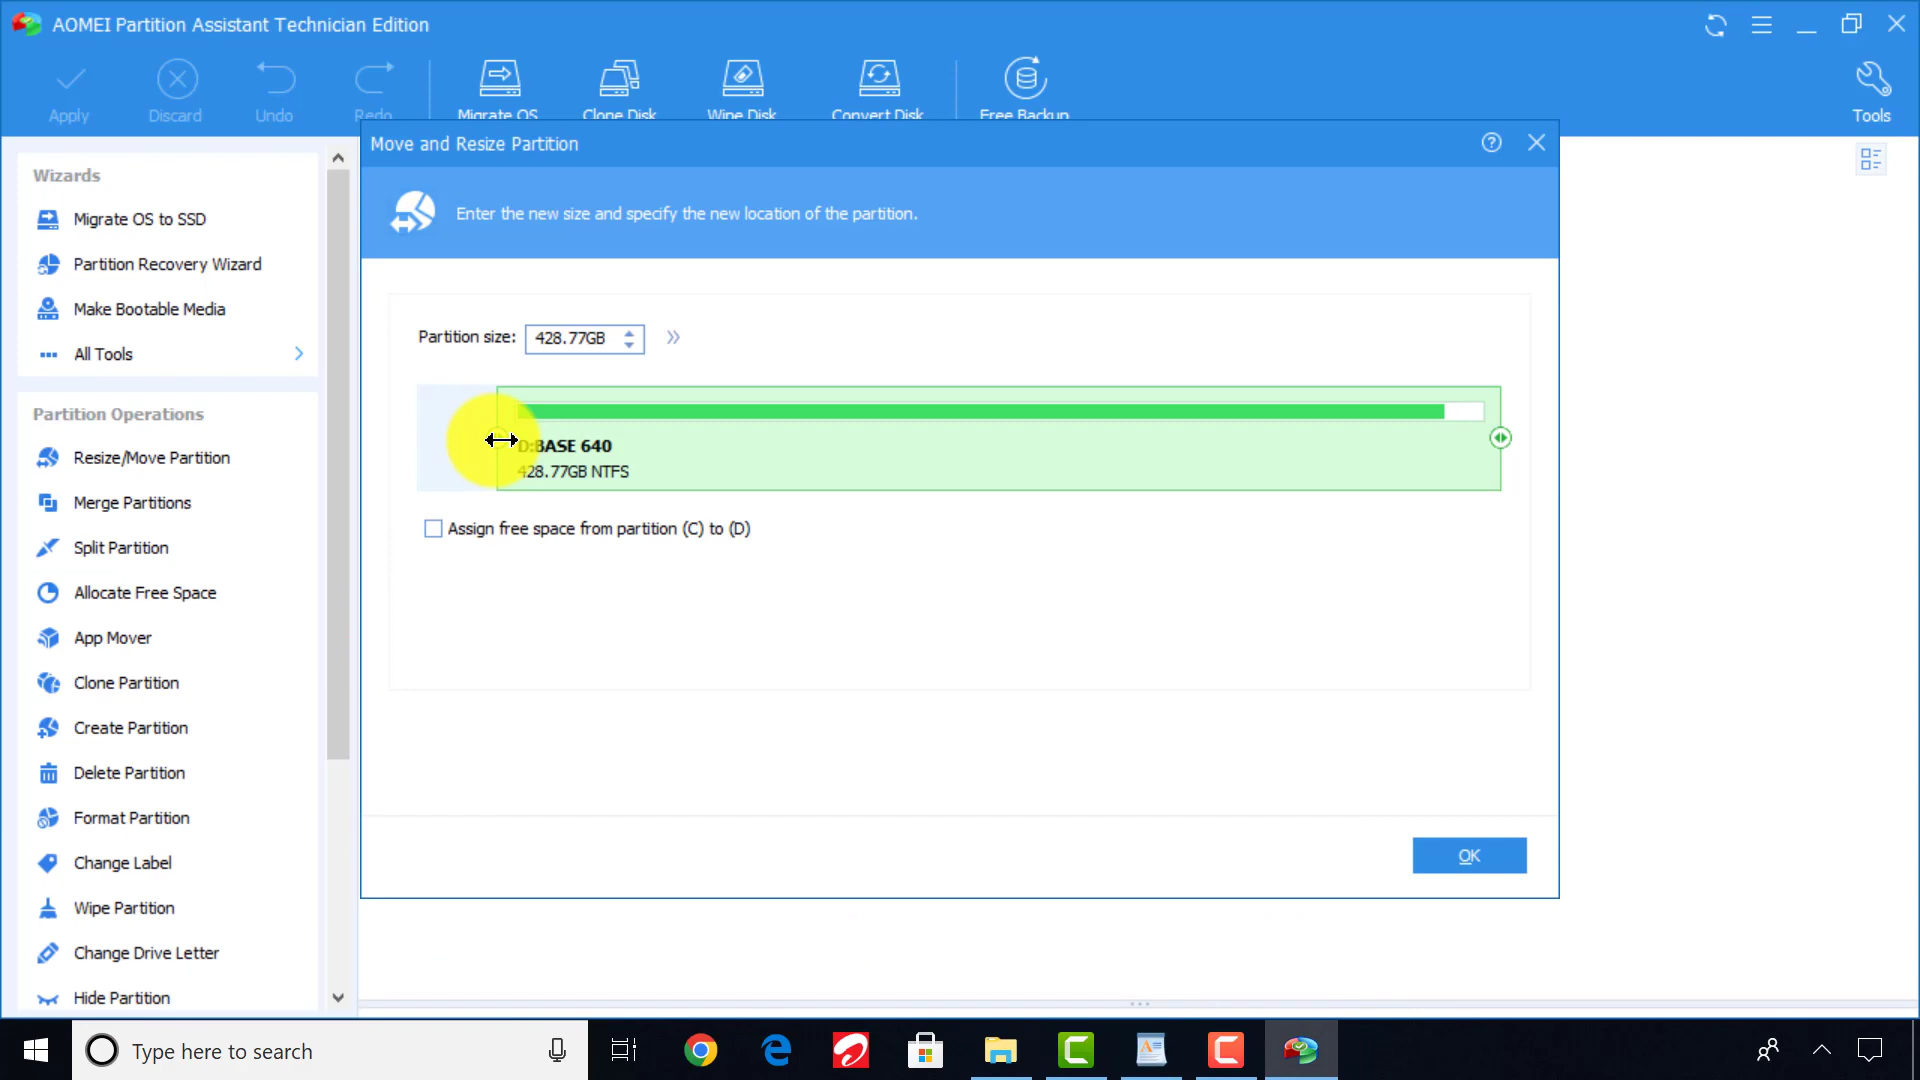 AOMEI Partition Assistant Technician Edition
Apply
Discard
Undo
Redo
Migrate OS
Clone Disk
Wipe Disk
Convert Disk
Free Backup
Tools
Move and Resize Partition
Enter the new size and specify the new location of the partition.
Wizards
Migrate OS to SSD
Partition Recovery Wizard
Make Bootable Media
All Tools
Partition Operations
Resize/Move Partition
Merge Partitions
Split Partition
Allocate Free Space
App Mover
Clone Partition
Create Partition
Delete Partition
Format Partition
Change Label
Wipe Partition
Change Drive Letter
Hide Partition
Partition size: 428.77GB
D:BASE 640
428.77GB NTFS
Assign free space from partition (C) to (D)
OK
Type here to search